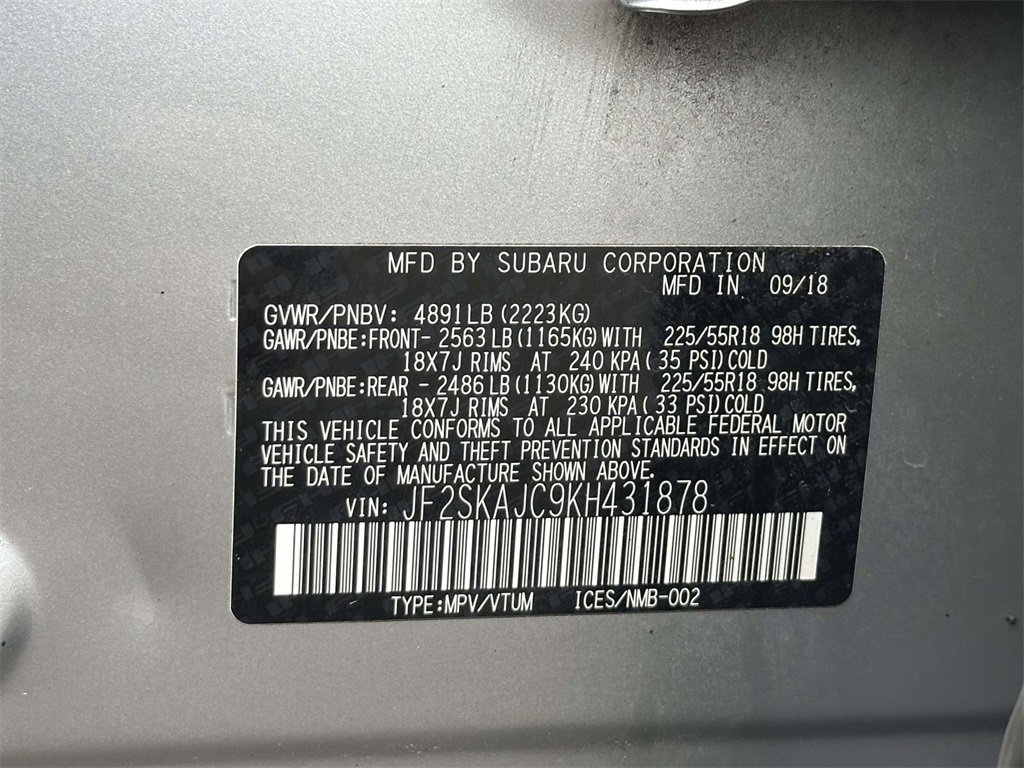 MFD BY SUBARU CORPORATION
MFD IN 09/18
GVWR/PNBV: 4891LB (2223KG)
GAWR/PNBE:FRONT- 2563 LB (1165KG) WITH 225/55R18 98H TIRES,
18X7J RIMS AT 240 KPA ( 35 PSI) COLD
GAWR/PNBE:REAR - 2486 LB (1130KG) WITH 225/55R18 98H TIRES,
18X7J RIMS AT 230 KPA ( 33 PSI) COLD
THIS VEHICLE CONFORMS TO ALL APPLICABLE FEDERAL MOTOR
VEHICLE SAFETY AND THEFT PREVENTION STANDARDS IN EFFECT ON
THE DATE OF MANUFACTURE SHOWN ABOVE.
VIN: JF2SKAJC9KH431878
TYPE:MPV/VTUM ICES/NMB-002